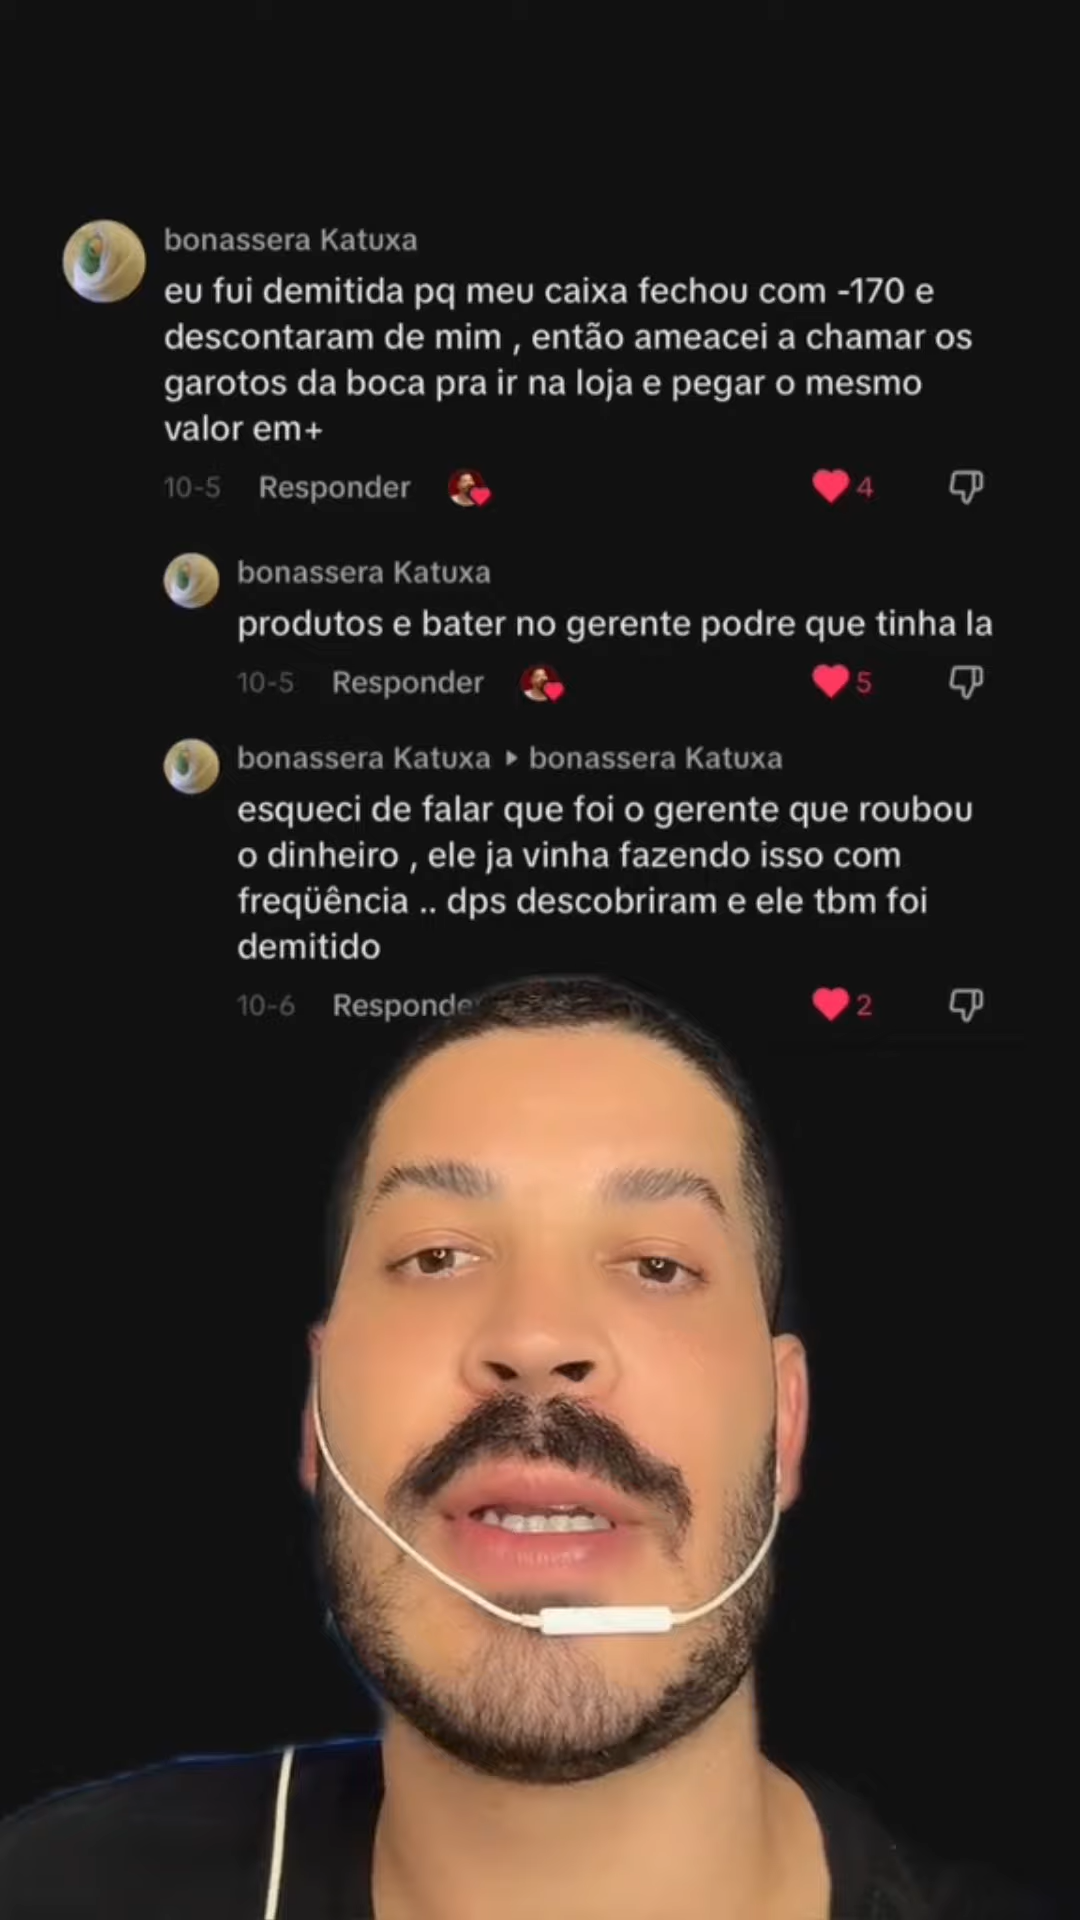 bonassera Katuxa
eu fui demitida pq meu caixa fechou com -170 e
descontaram de mim , então ameacei a chamar os
garotos da boca pra ir na loja e pegar o mesmo
valor em+
10-5 Responder 4
bonassera Katuxa
produtos e bater no gerente podre que tinha la
10-5 Responder 5
bonassera Katuxa ▸ bonassera Katuxa
esqueci de falar que foi o gerente que roubou
o dinheiro , ele ja vinha fazendo isso com
freqüência .. dps descobriram e ele tbm foi
demitido
10-6 Responde 2